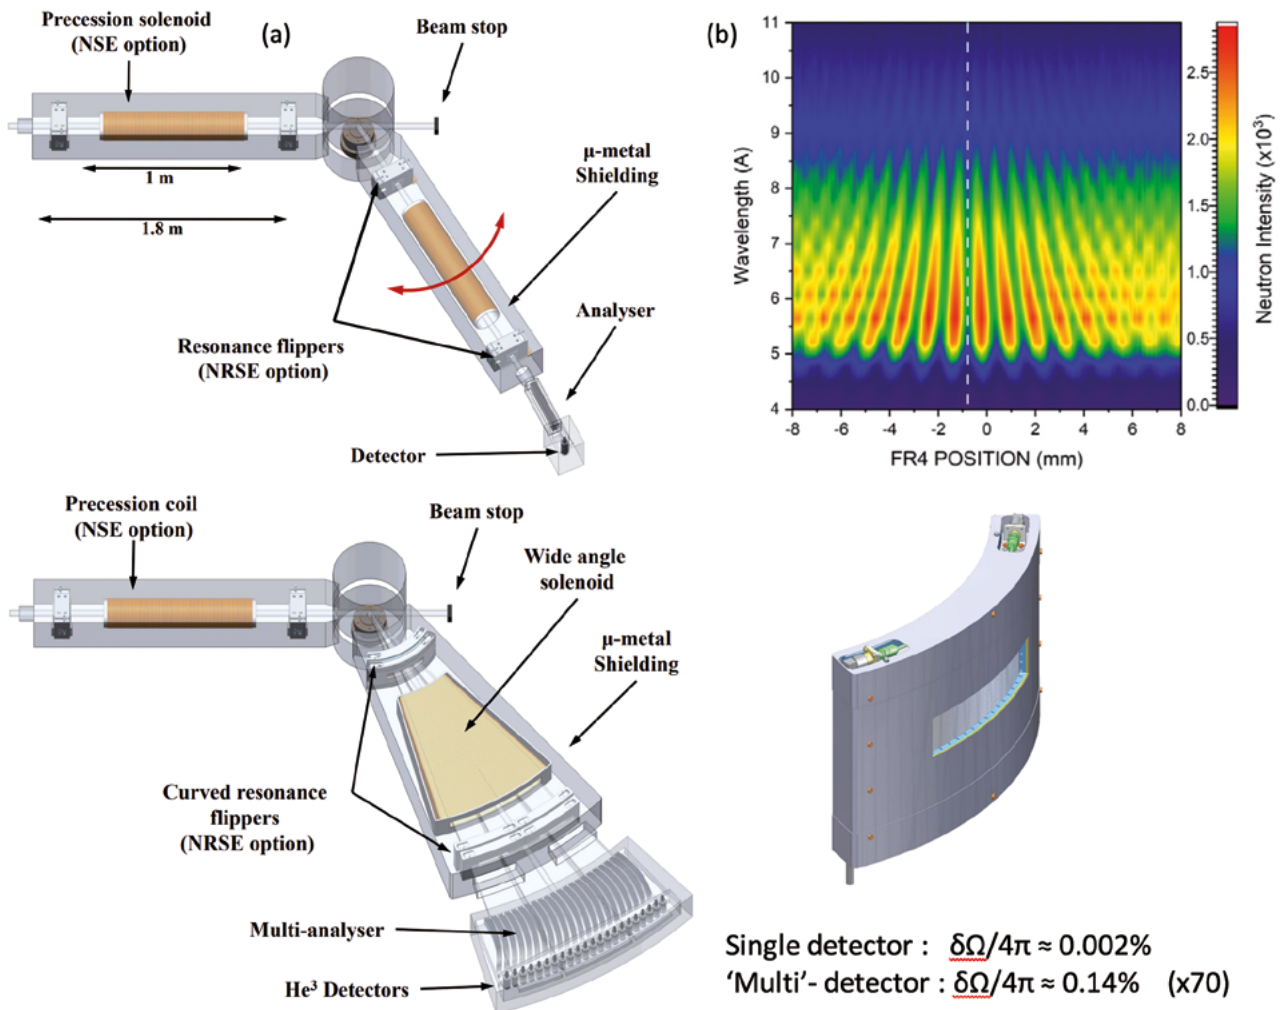 Precession solenoid
(NSE option)
(a)
Beam stop
1 m
1.8 m
μ-metal
Shielding
Analyser
Resonance flippers
(NRSE option)
Detector
(b)
11
10
9
8
7
6
5
4
Wavelength (A)
-8
-6
-4
-2
0
2
4
6
8
FR4 POSITION (mm)
2.5
2.0
1.5
1.0
0.5
0.0
Neutron Intensity (x10³)
Precession coil
(NSE option)
Beam stop
Wide angle
solenoid
μ-metal
Shielding
Curved resonance
flippers
(NRSE option)
Multi-analyser
He³ Detectors
Single detector : δΩ/4π ≈ 0.002%
‘Multi’- detector : δΩ/4π ≈ 0.14% (x70)